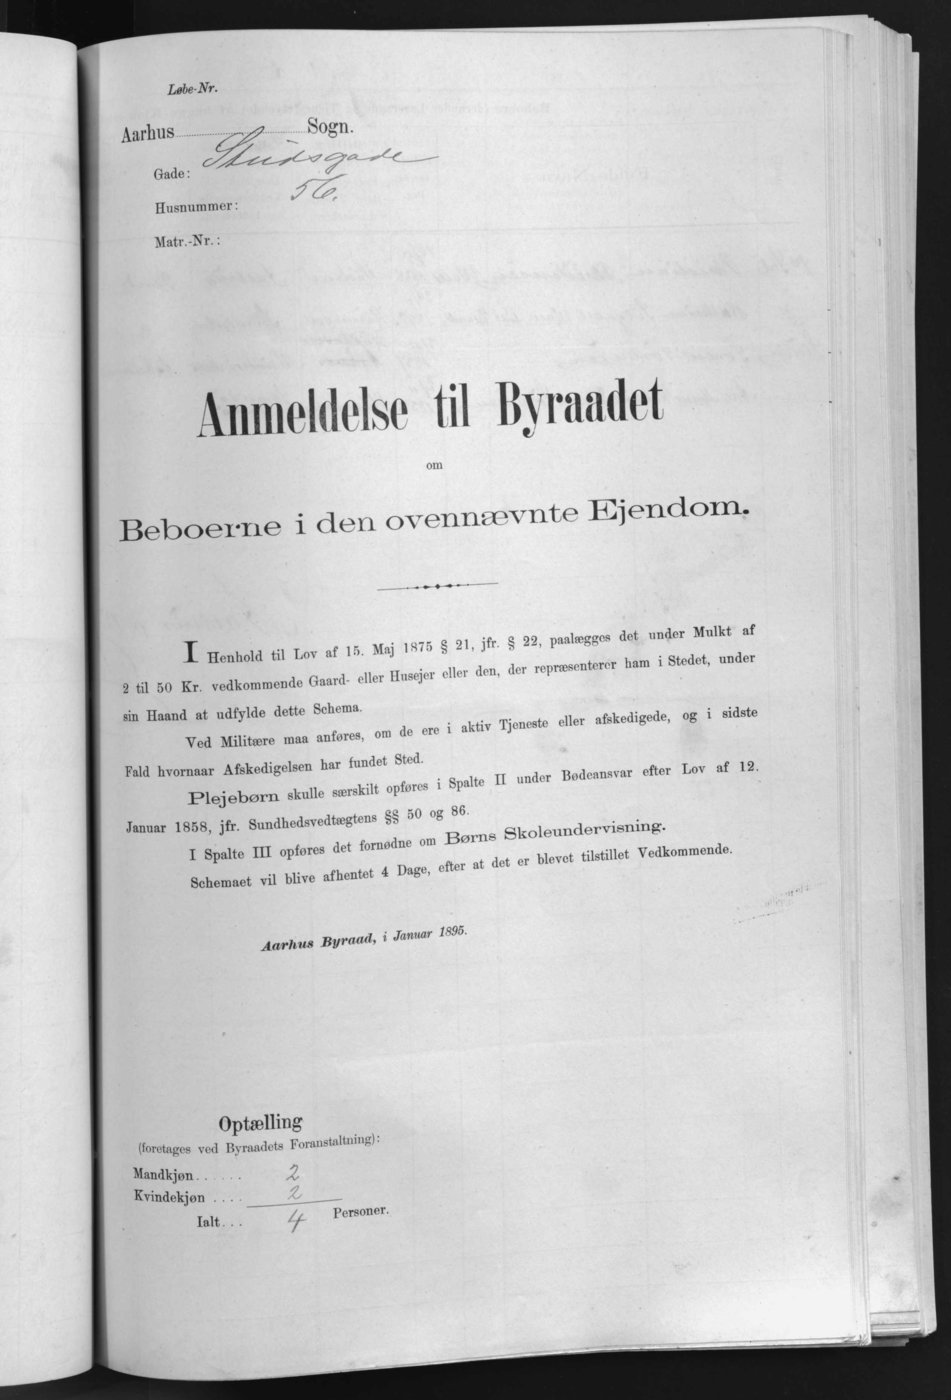 Løbe-Nr.
Aarhus Sogn.
Gade: Studsgade
Husnummer: 56.
Matr.-Nr.:
Anmeldelse til Byraadet
om
Beboerne i den ovennævnte Ejendom.
I Henhold til Lov af 15. Maj 1875 § 21, jfr. § 22, paalægges det under Mulkt af
2 til 50 Kr. vedkommende Gaard- eller Husejer eller den, der repræsenterer ham i Stedet, under
sin Haand at udfylde dette Schema.
Ved Militære maa anføres, om de ere i aktiv Tjeneste eller afskedigede, og i sidste
Fald hvornaar Afskedigelsen har fundet Sted.
Plejebørn skulle særskilt opføres i Spalte II under Bødeansvar efter Lov af 12.
Januar 1858, jfr. Sundhedsvedtægtens §§ 50 og 86.
I Spalte III opføres det fornødne om Børns Skoleundervisning.
Schemaet vil blive afhentet 4 Dage, efter at det er blevet tilstillet Vedkommende.
Aarhus Byraad, i Januar 1895.
Optælling
(foretages ved Byraadets Foranstaltning):
Mandkjøn...... 2
Kvindekjøn .... 2
Ialt... 4 Personer.